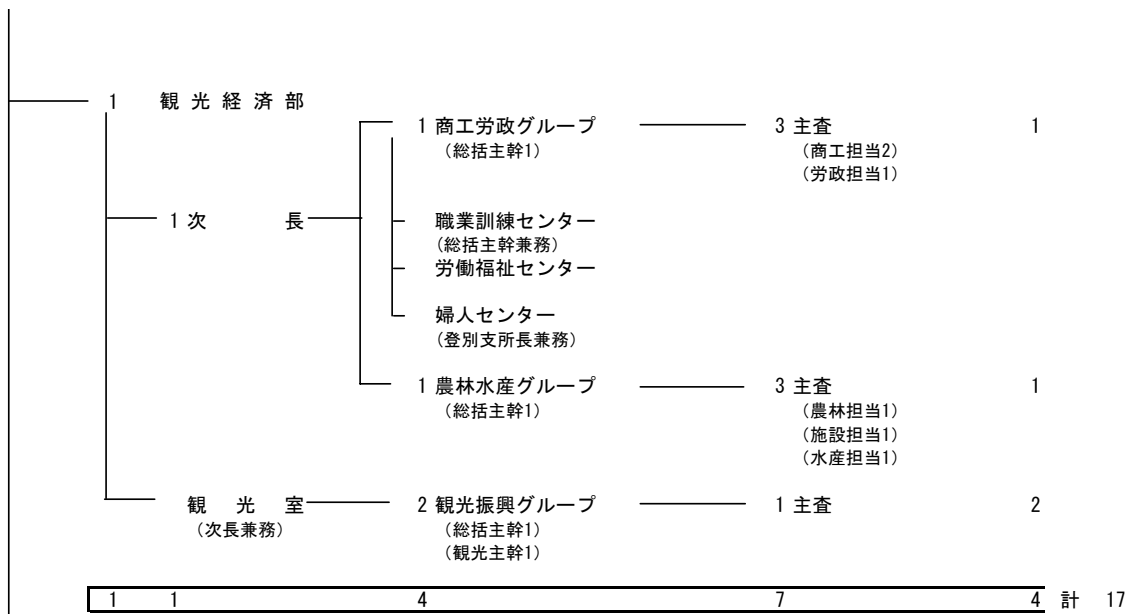 1 観光経済部
1 商工労政グループ 3 主査 1
(総括主幹1) (商工担当2)
(労政担当1)
1 次長 職業訓練センター
(総括主幹兼務)
労働福祉センター
婦人センター
(登別支所長兼務)
1 農林水産グループ 3 主査 1
(総括主幹1) (農林担当1)
(施設担当1)
(水産担当1)
観光室 2 観光振興グループ 1 主査 2
(次長兼務) (総括主幹1)
(観光主幹1)
1 1 4 7 4 計 17